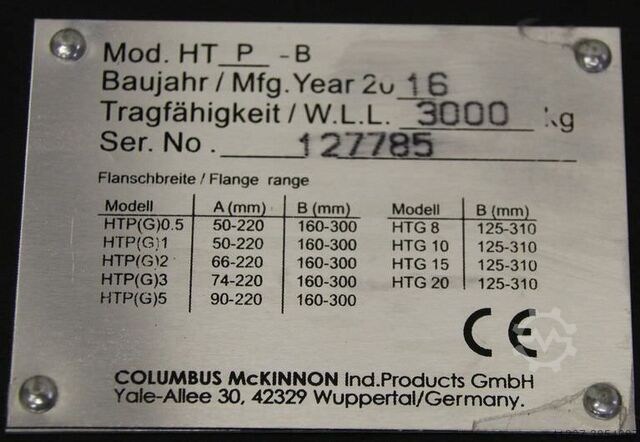 Mod. HT P -B
Baujahr / Mfg. Year 20 16
Tragfähigkeit / W.L.L. 3000 kg
Ser. No. 127785
Flanschbreite / Flange range
Modell A (mm) B (mm) Modell B (mm)
HTP(G)0.5 50-220 160-300 HTG 8 125-310
HTP(G)1 50-220 160-300 HTG 10 125-310
HTP(G)2 66-220 160-300 HTG 15 125-310
HTP(G)3 74-220 160-300 HTG 20 125-310
HTP(G)5 90-220 160-300
CE
COLUMBUS McKINNON Ind.Products GmbH
Yale-Allee 30, 42329 Wuppertal/Germany.